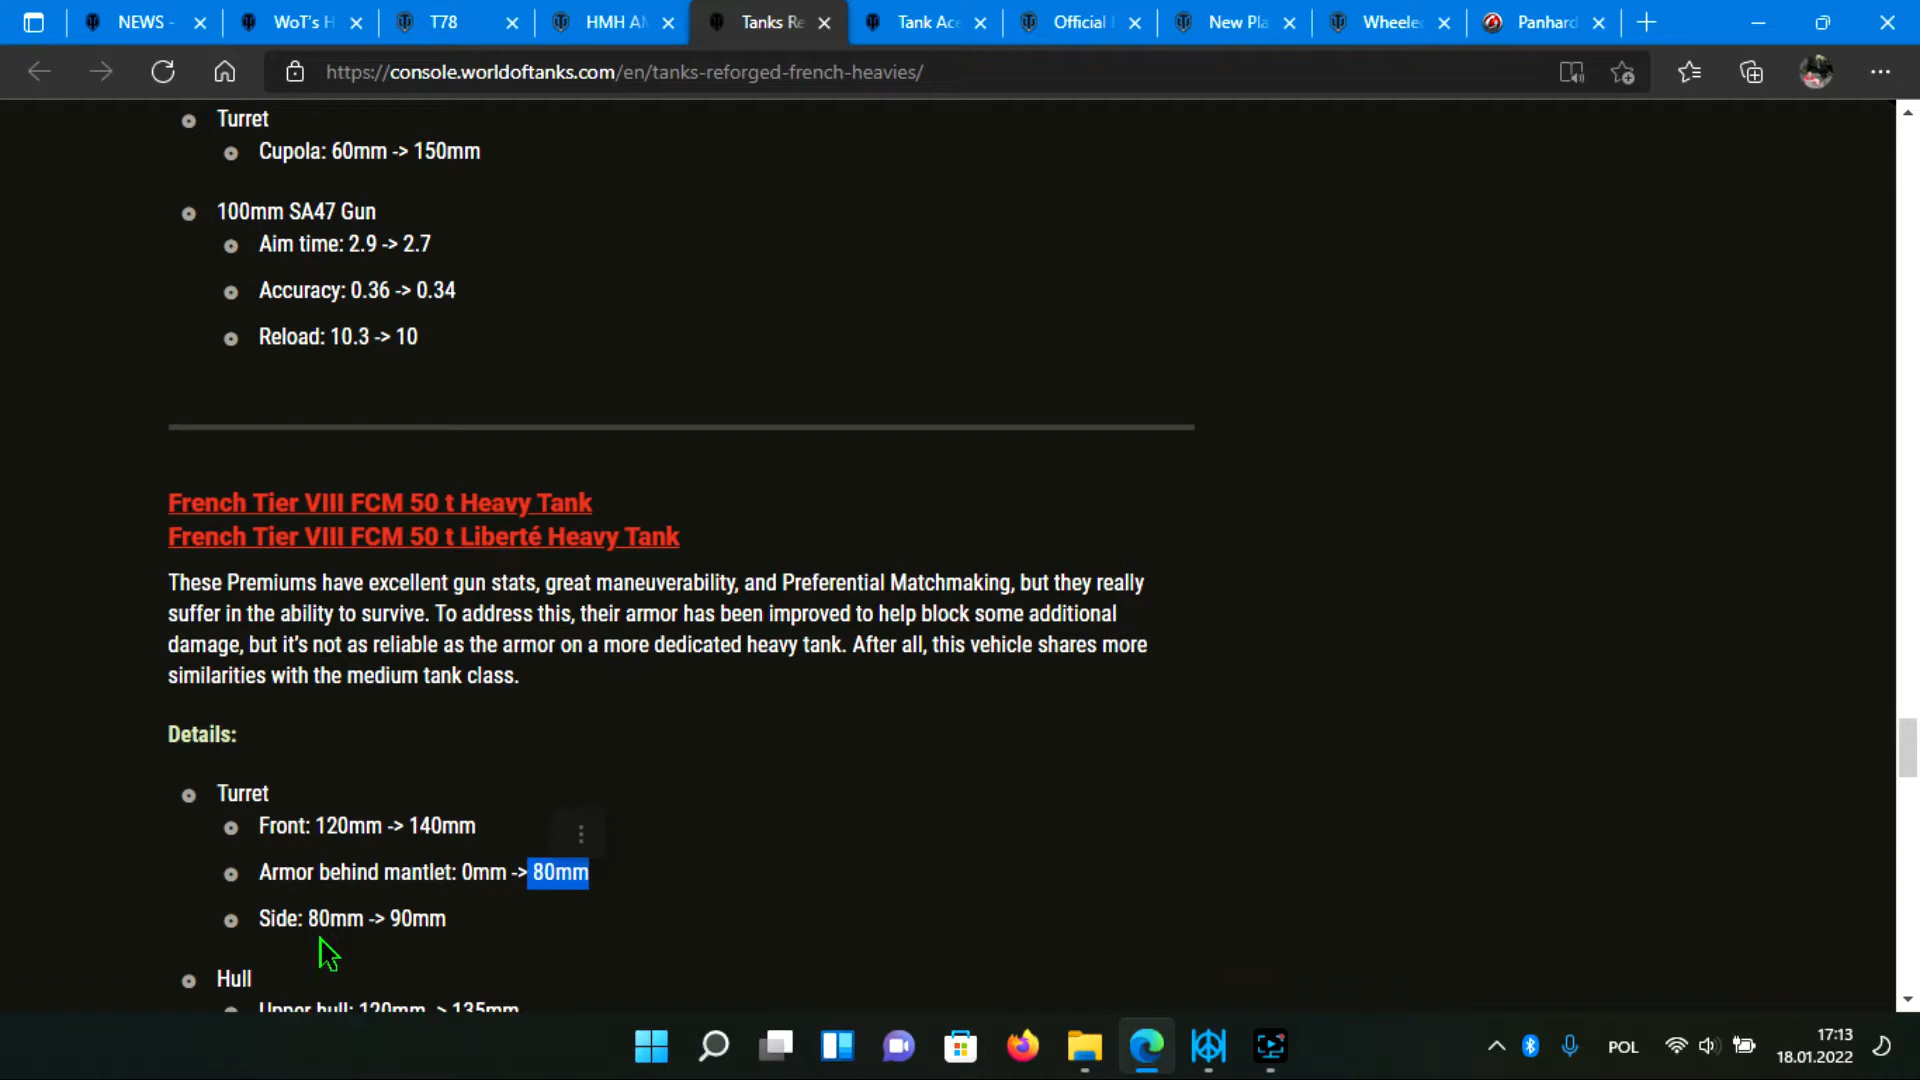 NEWS -
WoT's H
T78
HMH AM
Tanks Re
Tank Ace
Official
New Pla
Wheele
Panhard
https://console.worldoftanks.com/en/tanks-reforged-french-heavies/
Turret
Cupola: 60mm -> 150mm
100mm SA47 Gun
Aim time: 2.9 -> 2.7
Accuracy: 0.36 -> 0.34
Reload: 10.3 -> 10
French Tier VIII FCM 50 t Heavy Tank
French Tier VIII FCM 50 t Liberté Heavy Tank
These Premiums have excellent gun stats, great maneuverability, and Preferential Matchmaking, but they really
suffer in the ability to survive. To address this, their armor has been improved to help block some additional
damage, but it's not as reliable as the armor on a more dedicated heavy tank. After all, this vehicle shares more
similarities with the medium tank class.
Details:
Turret
Front: 120mm -> 140mm
Armor behind mantlet: 0mm -> 80mm
Side: 80mm -> 90mm
Hull
Upper hull: 120mm -> 135mm
POL
17:13
18.01.2022